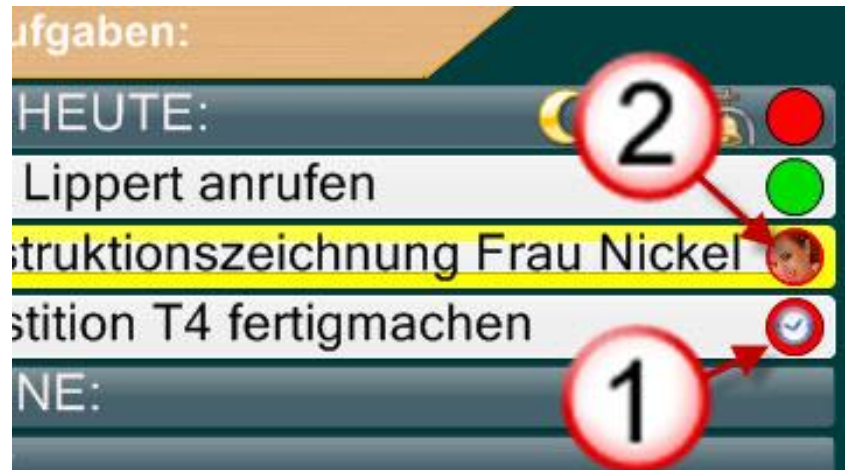 ufgaben:
HEUTE:
2
Lippert anrufen
struktionszeichnung Frau Nickel
stition T4 fertigmachen
1
NE: